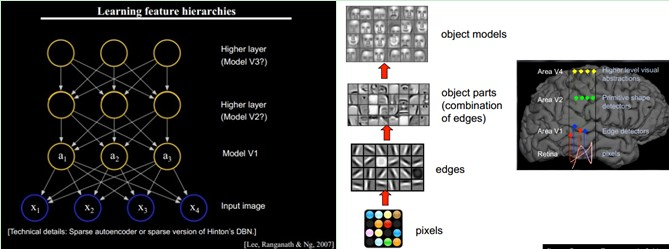 Learning feature hierarchies
Higher layer
(Model V3?)
Higher layer
(Model V2?)
a1 a2 a3
Model V1
x1 x2 x3 x4
Input image
[Technical details: Sparse autoencoder or sparse version of Hinton's DBN.]
[Lee, Ranganath & Ng, 2007]
object models
object parts
(combination
of edges)
edges
pixels
Area V4
Higher level visual
abstractions
Area V2
Primitive shape
detectors
Area V1
Edge detectors
Retina
pixels